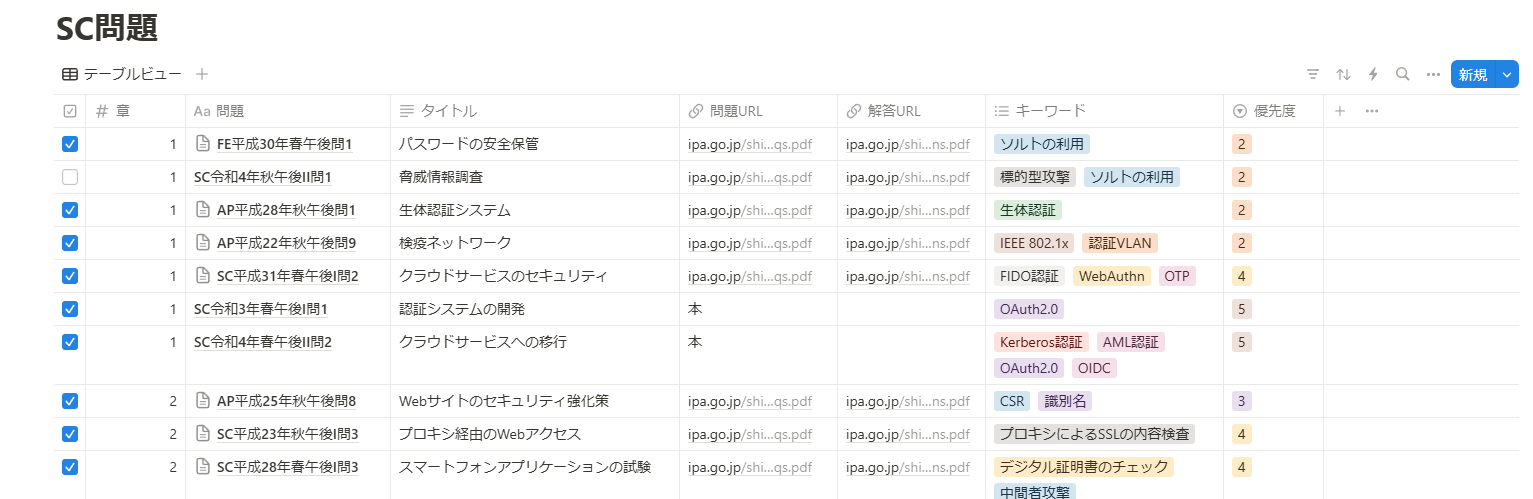 SC問題
テーブルビュー
新規
章 問題 タイトル 問題URL 解答URL キーワード 優先度
1 FE平成30年春午後問1 パスワードの安全保管 ipa.go.jp/shi...qs.pdf ipa.go.jp/shi...ns.pdf ソルトの利用 2
1 SC令和4年秋午後II問1 脅威情報調査 ipa.go.jp/shi...qs.pdf ipa.go.jp/shi...ns.pdf 標的型攻撃 ソルトの利用 2
1 AP平成28年秋午後問1 生体認証システム ipa.go.jp/shi...qs.pdf ipa.go.jp/shi...ns.pdf 生体認証 2
1 AP平成22年秋午後問9 検疫ネットワーク ipa.go.jp/shi...qs.pdf ipa.go.jp/shi...ns.pdf IEEE 802.1x 認証VLAN 2
1 SC平成31年春午後I問2 クラウドサービスのセキュリティ ipa.go.jp/shi...qs.pdf ipa.go.jp/shi...ns.pdf FIDO認証 WebAuthn OTP 4
1 SC令和3年春午後I問1 認証システムの開発 本 OAuth2.0 5
1 SC令和4年春午後II問2 クラウドサービスへの移行 本 Kerberos認証 AML認証 5
OAuth2.0 OIDC
2 AP平成25年秋午後問8 Webサイトのセキュリティ強化策 ipa.go.jp/shi...qs.pdf ipa.go.jp/shi...ns.pdf CSR 識別名 3
2 SC平成23年秋午後I問3 プロキシ経由のWebアクセス ipa.go.jp/shi...qs.pdf ipa.go.jp/shi...ns.pdf プロキシによるSSLの内容検査 4
2 SC平成28年春午後I問3 スマートフォンアプリケーションの試験 ipa.go.jp/shi...qs.pdf ipa.go.jp/shi...ns.pdf デジタル証明書のチェック 4
中間者攻撃